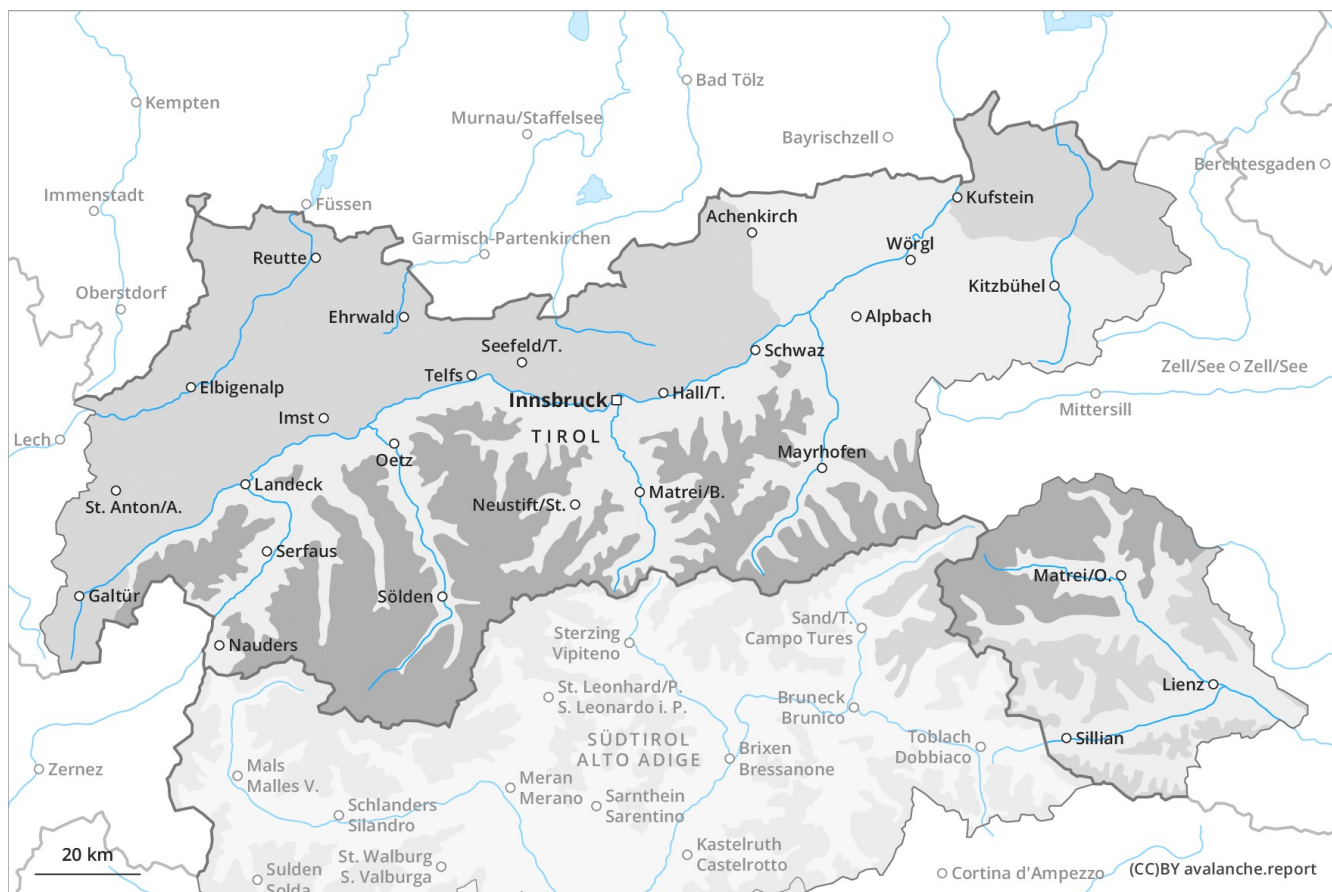 Bad Tölz
Kempten
Murnau/Staffelsee
Bayrischzell
Berchtesgaden
Immenstadt
Füssen
Kufstein
Achenkirch
Garmisch-Partenkirchen
Wörgl
Reutte
Kitzbühel
Oberstdorf
Ehrwald
Alpbach
Seefeld/T.
Schwaz
Telfs
Zell/See
Zell/See
Elbigenalp
Hall/T.
Innsbruck
Mittersill
Imst
TIROL
Lech
Oetz
Mayrhofen
Landeck
Matrei/B.
St. Anton/A.
Neustift/St.
Serfaus
Matrei/O.
Galtür
Sölden
Sand/T.
Campo Tures
Sterzing
Vipiteno
Nauders
Lienz
St. Leonhard/P.
S. Leonardo i. P.
Bruneck
Brunico
SÜDTIROL
ALTO ADIGE
Sillian
Toblach
Dobbiaco
Brixen
Bressanone
Zernez
Mals
Malles V.
Meran
Merano
Sarnthein
Sarentino
Schlanders
Silandro
Kastelruth
Castelrotto
20 km
St. Walburg
S. Valburga
Sulden
Solda
Cortina d'Ampezzo
(CC)BY avalanche.report